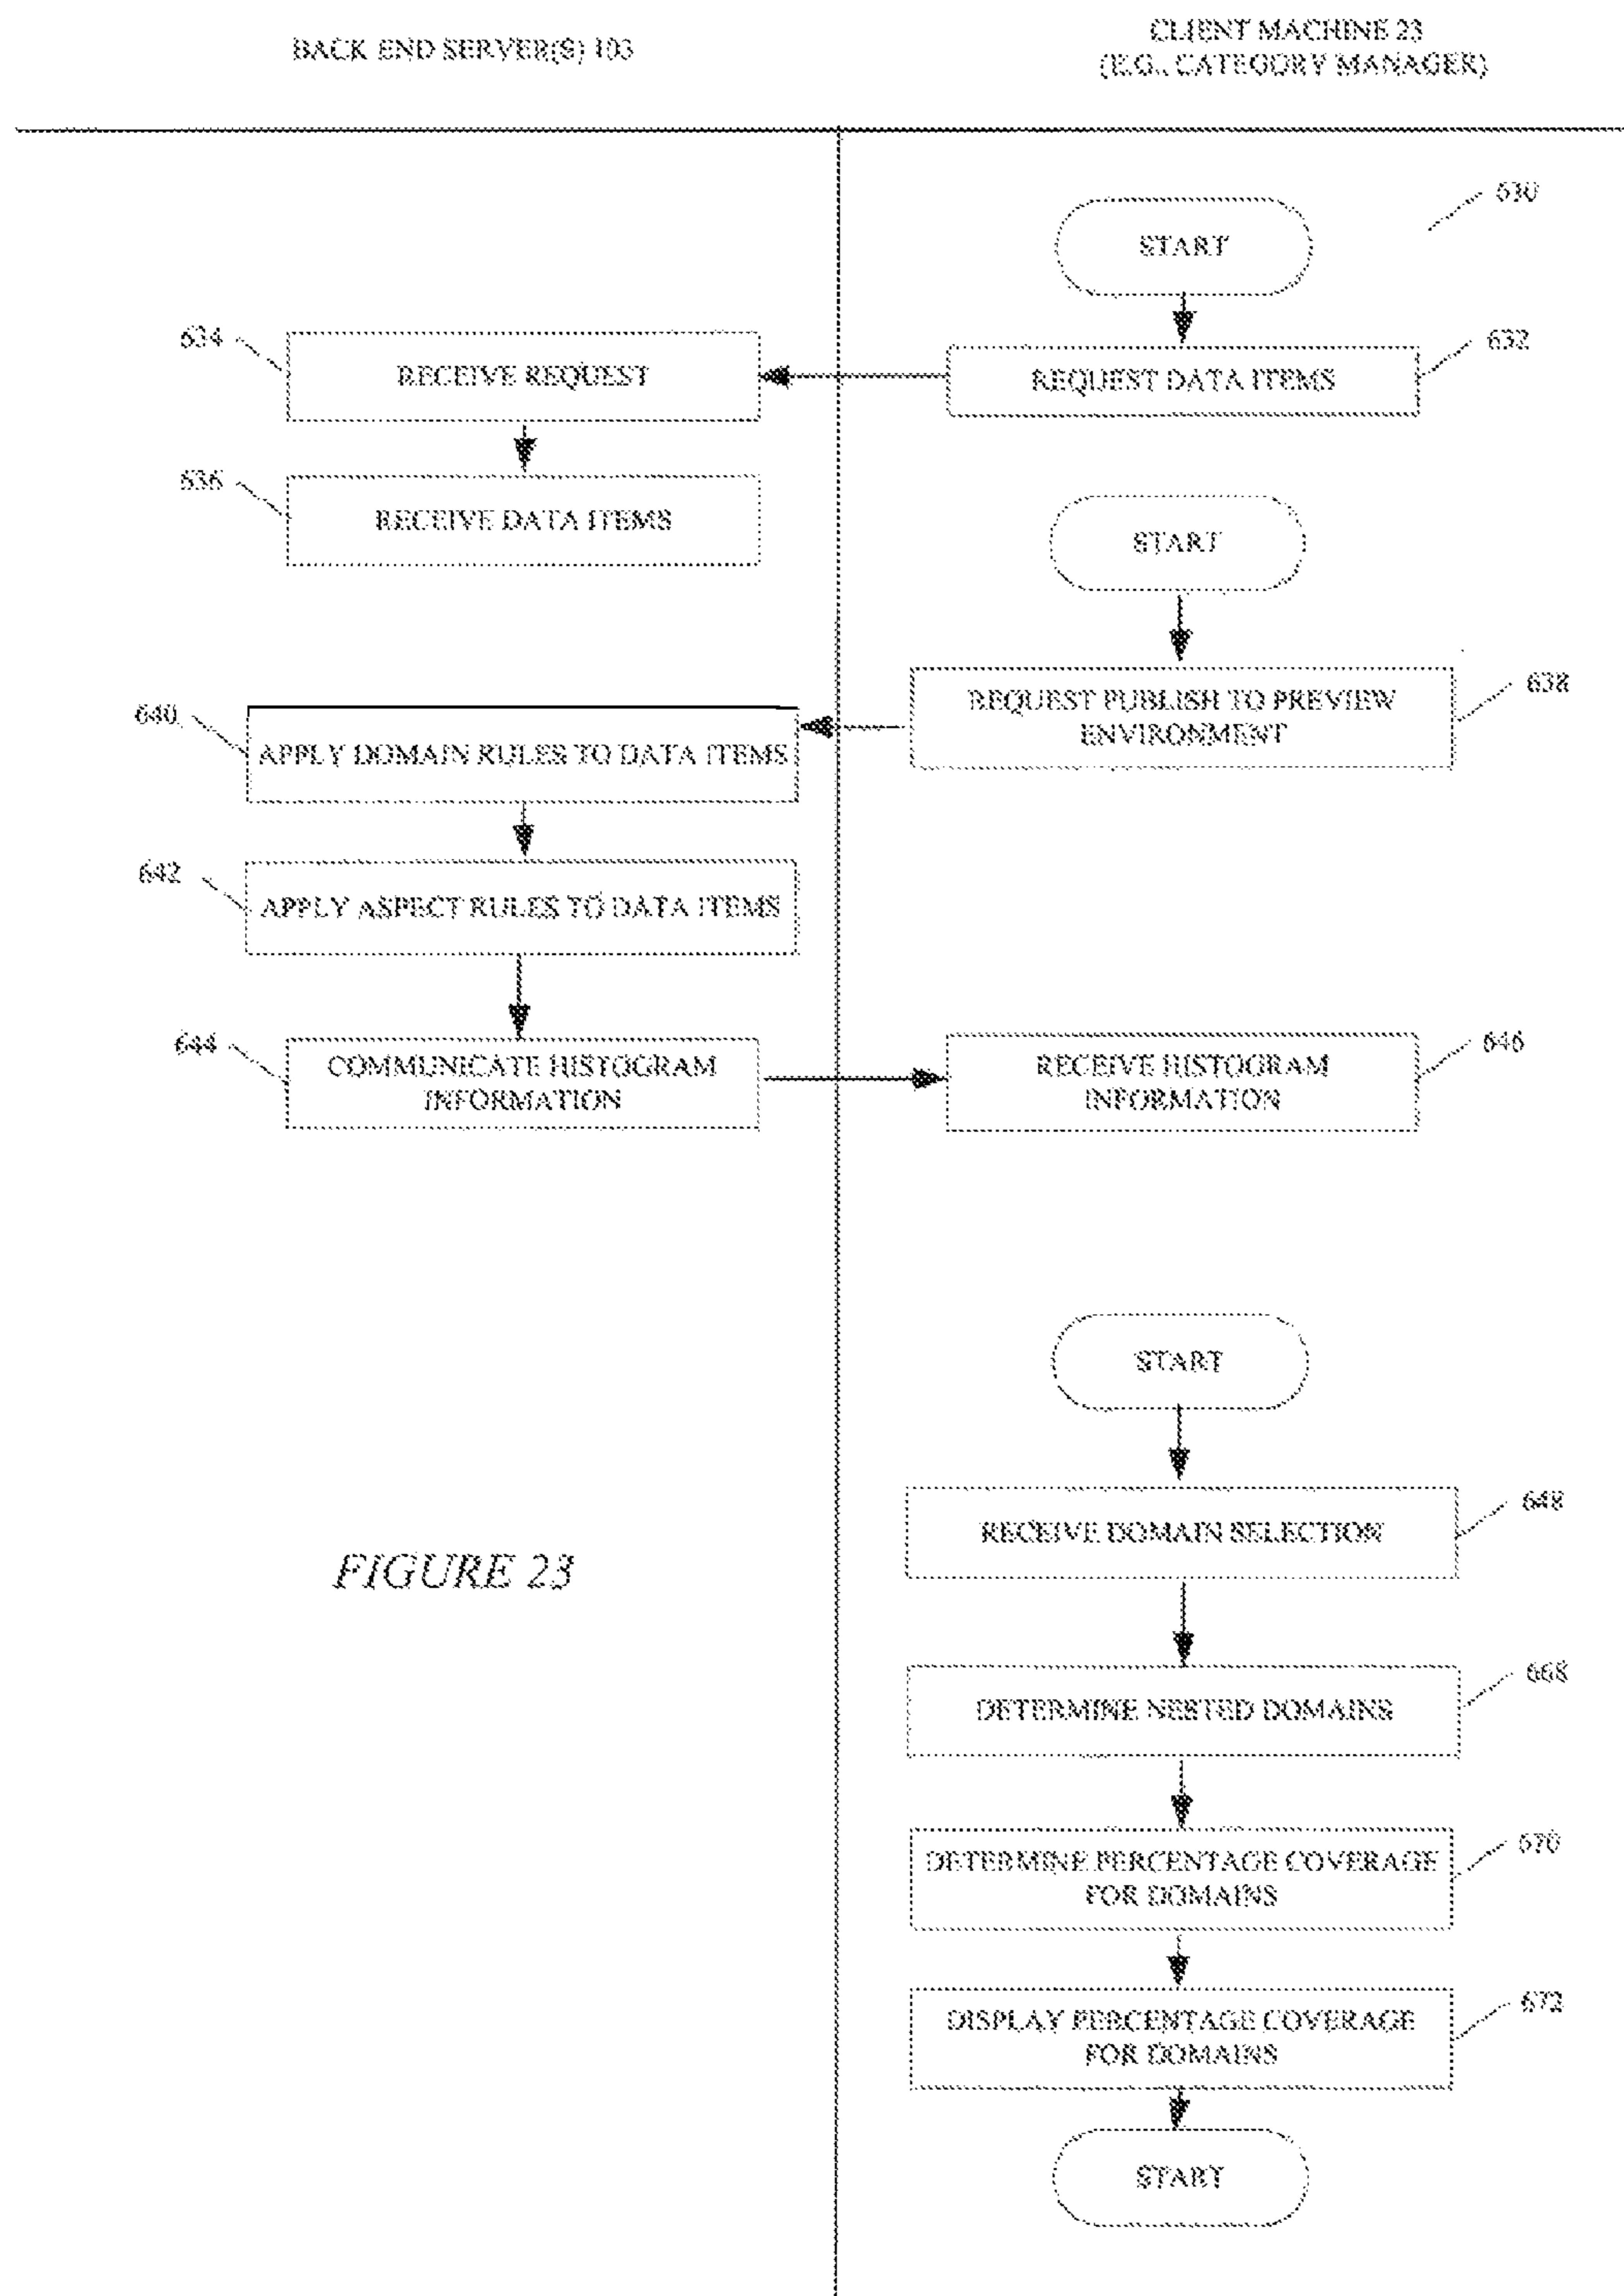 BACK END SERVER(S) 103
CLIENT MACHINE 23
(E.G., CATEGORY MANAGER)
630
START
634
RECEIVE REQUEST
REQUEST DATA ITEMS
632
636
RECEIVE DATA ITEMS
START
638
REQUEST PUBLISH TO PREVIEW
ENVIRONMENT
640
APPLY DOMAIN RULES TO DATA ITEMS
642
APPLY ASPECT RULES TO DATA ITEMS
644
COMMUNICATE HISTOGRAM
INFORMATION
RECEIVE HISTOGRAM
INFORMATION
646
START
648
RECEIVE DOMAIN SELECTION
FIGURE 23
668
DETERMINE NESTED DOMAINS
670
DETERMINE PERCENTAGE COVERAGE
FOR DOMAINS
672
DISPLAY PERCENTAGE COVERAGE
FOR DOMAINS
START